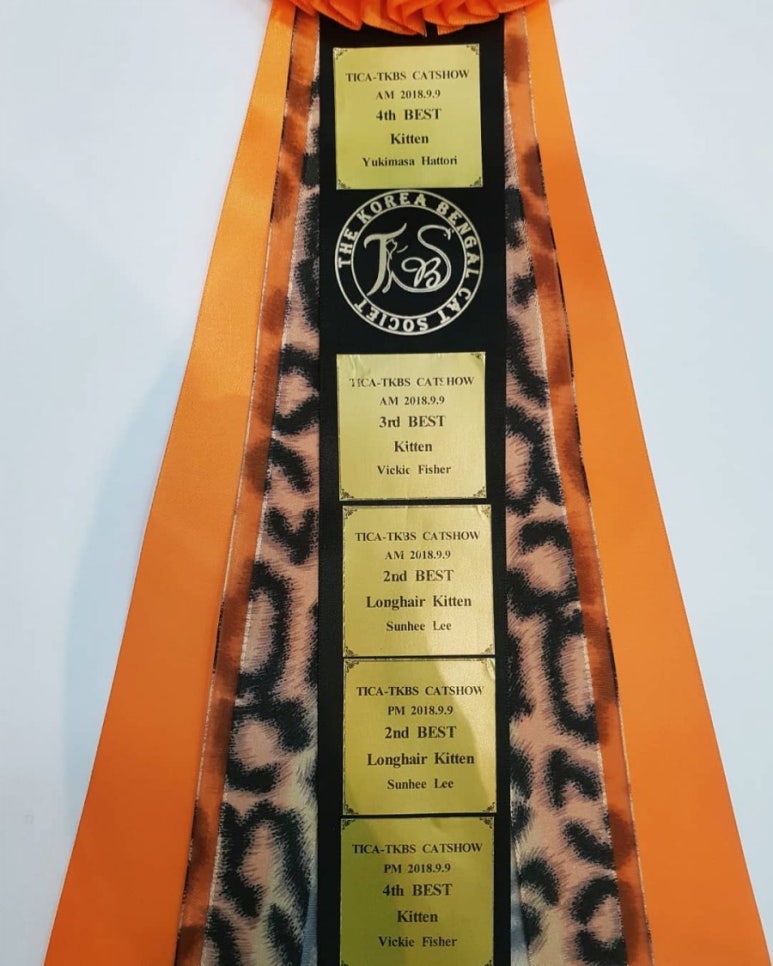 TICA-TKBS CATSHOW
AM 2018.9.9
4th BEST
Kitten
Yukimasa Hattori
THE KOREA BENGAL CAT SOCIET
TKBS
TICA-TKBS CATSHOW
AM 2018.9.9
3rd BEST
Kitten
Vickie Fisher
TICA-TKBS CATSHOW
AM 2018.9.9
2nd BEST
Longhair Kitten
Sunhee Lee
TICA-TKBS CATSHOW
PM 2018.9.9
2nd BEST
Longhair Kitten
Sunhee Lee
TICA-TKBS CATSHOW
PM 2018.9.9
4th BEST
Kitten
Vickie Fisher